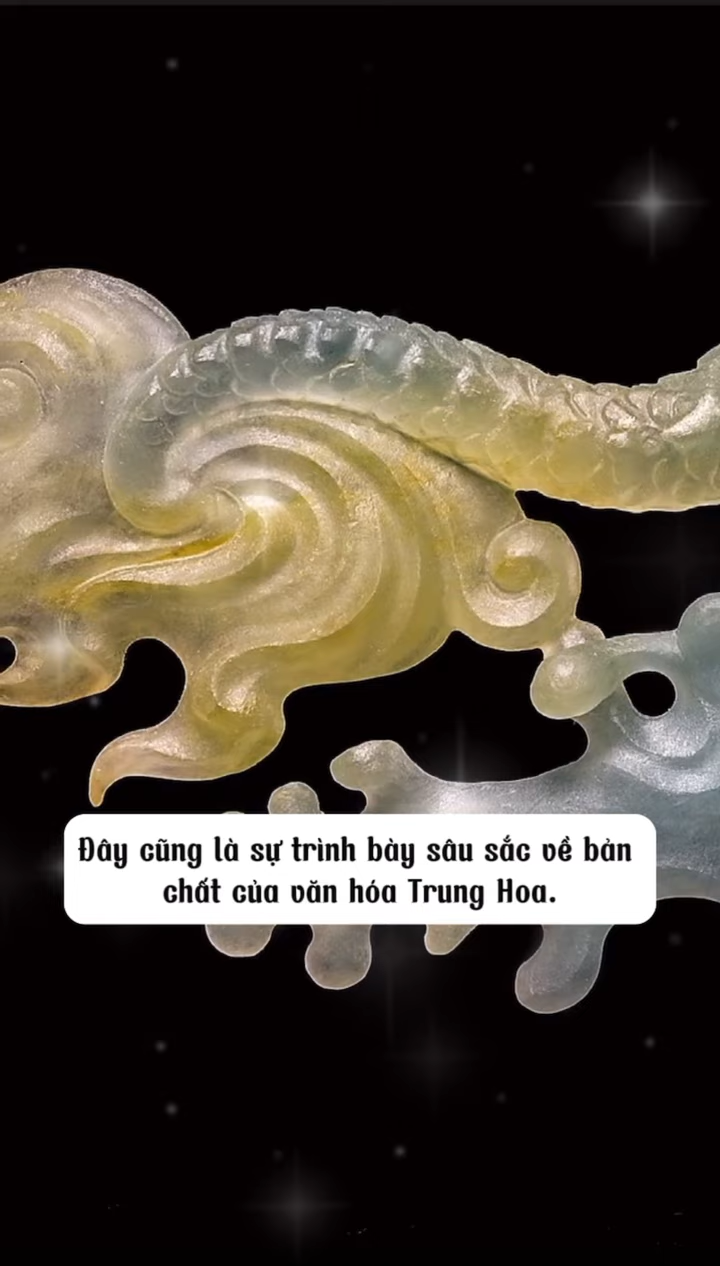 Đây cũng là sự trình bày sâu sắc về bản
chất của văn hóa Trung Hoa.